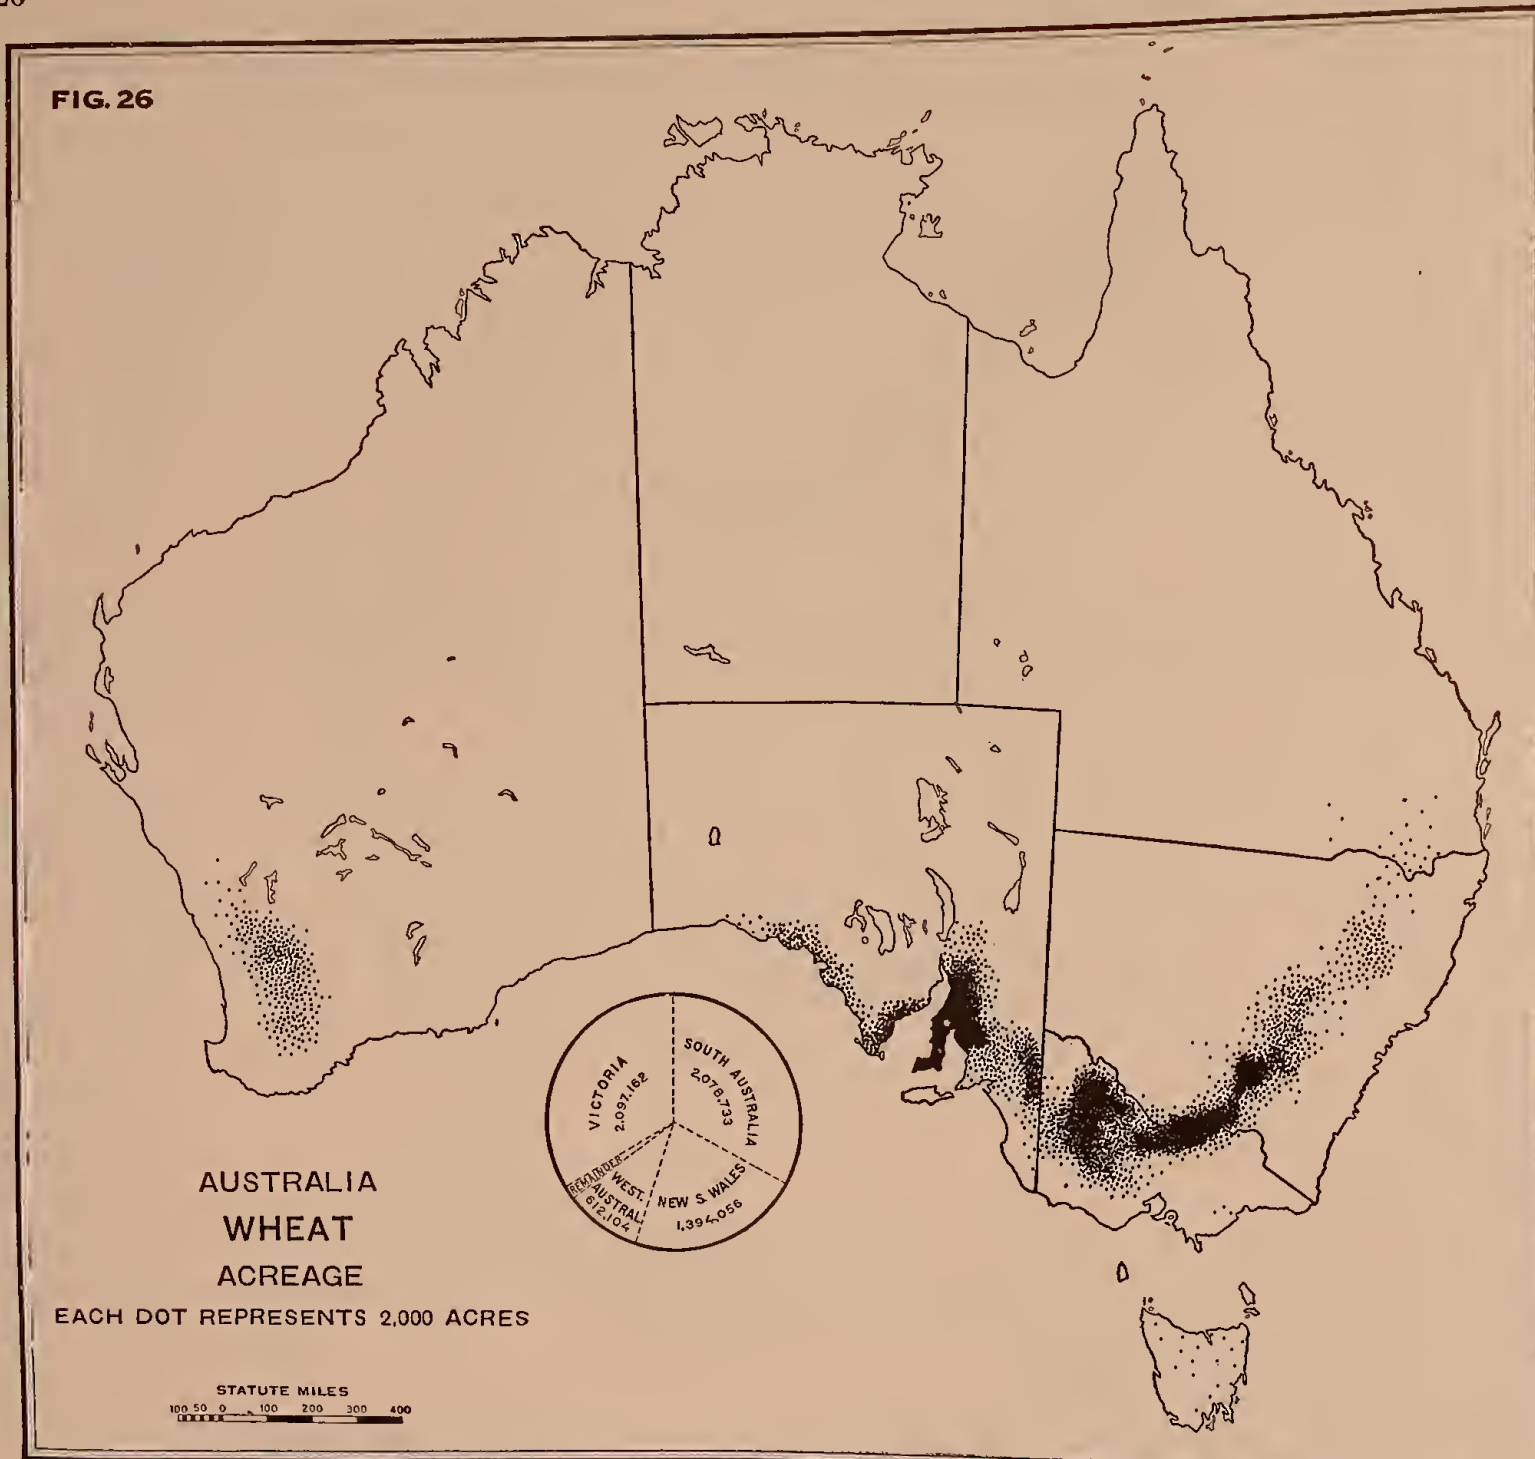 26
FIG. 26
VICTORIA
2,097,162
SOUTH AUSTRALIA
2,078,733
REMAINDER
WEST.
AUSTRAL.
612,104
NEW S. WALES
1,394,056
AUSTRALIA
WHEAT
ACREAGE
EACH DOT REPRESENTS 2,000 ACRES
STATUTE MILES
100 50 0 100 200 300 400